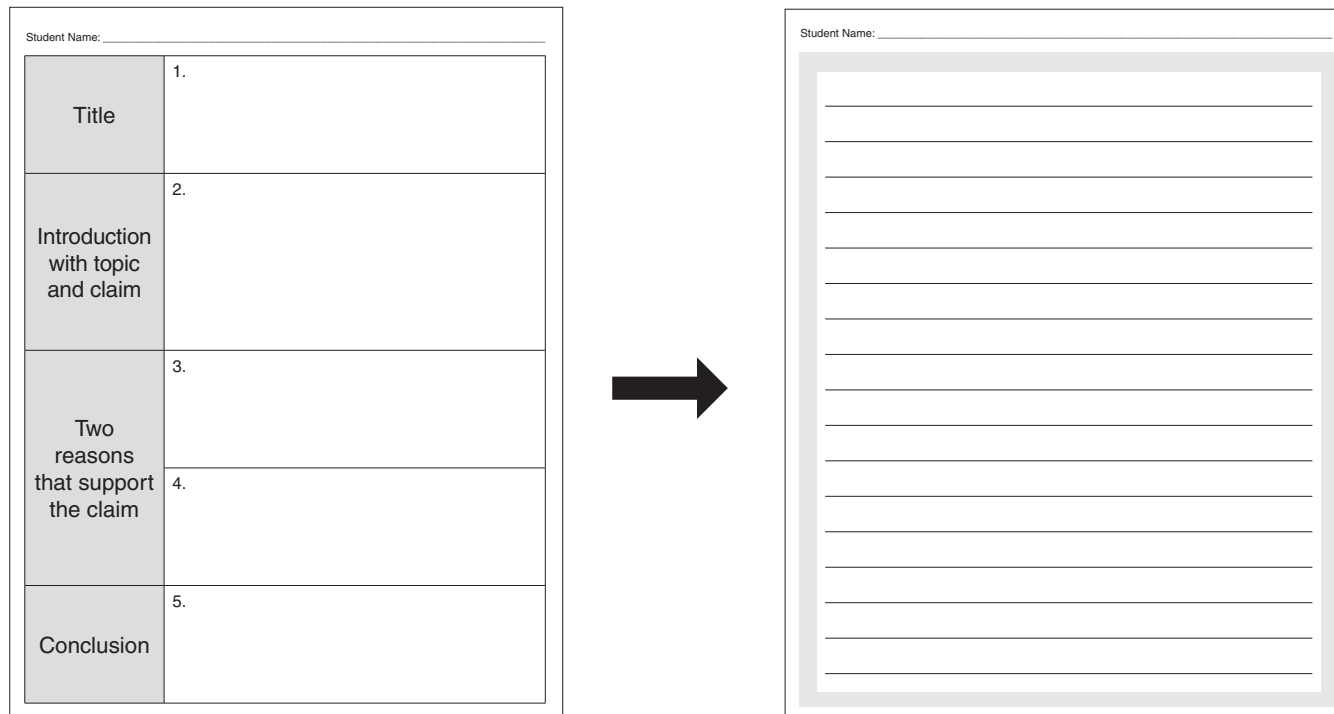 Student Name:
Title
1.
Introduction
with topic
and claim
2.
Two
reasons
that support
the claim
3.
4.
Conclusion
5.
Student Name: